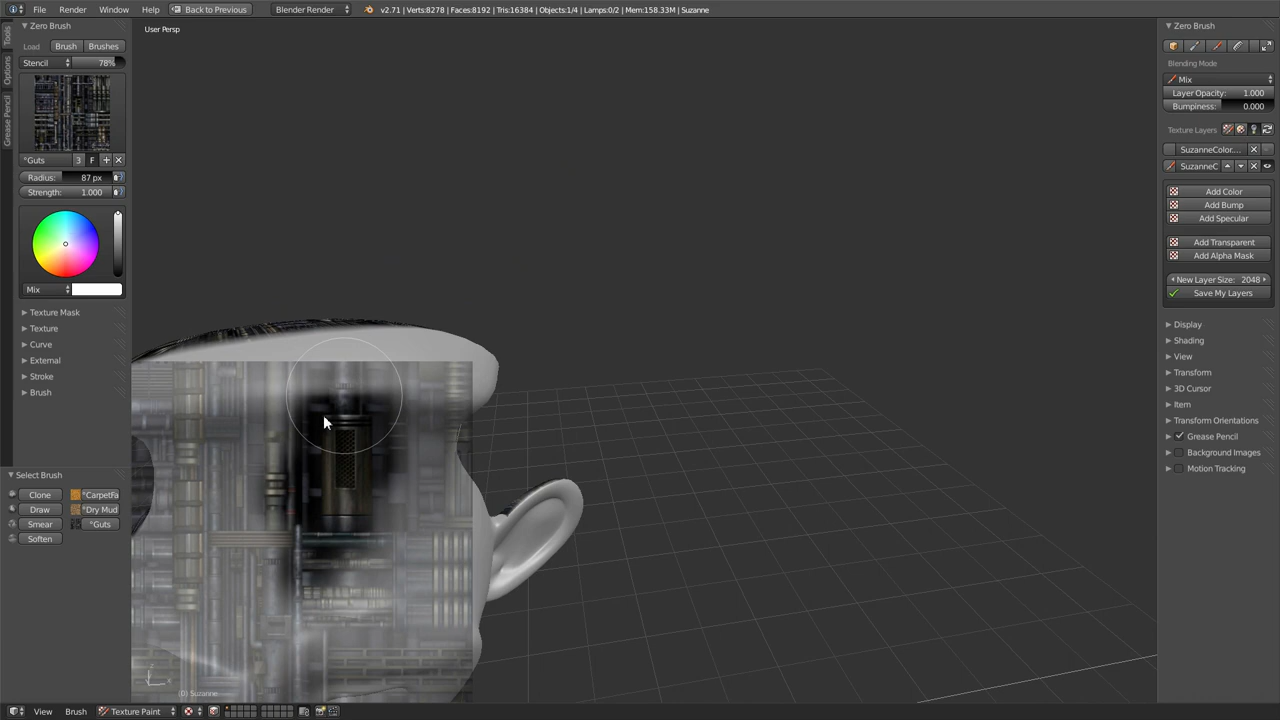 File Render Window Help Back to Previous Blender Render v2.71 | Verts:8278 | Faces:8192 | Tris:16384 | Objects:1/4 | Lamps:0/2 | Mem:158.33M | Suzanne
Tools
Options
Grease Pencil
Zero Brush
Load Brush Brushes
Stencil 78%
°Guts 3 F
Radius: 87 px
Strength: 1.000
Mix
Texture Mask
Texture
Curve
External
Stroke
Brush
Select Brush
Clone °CarpetFa
Draw °Dry Mud
Smear °Guts
Soften
User Persp
(0) Suzanne
Zero Brush
Blending Mode
Mix
Layer Opacity: 1.000
Bumpiness: 0.000
Texture Layers
SuzanneColor....
SuzanneC
Add Color
Add Bump
Add Specular
Add Transparent
Add Alpha Mask
New Layer Size: 2048
Save My Layers
Display
Shading
View
Transform
3D Cursor
Item
Transform Orientations
Grease Pencil
Background Images
Motion Tracking
View Brush Texture Paint